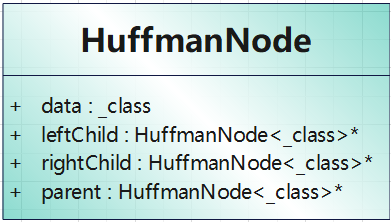 HuffmanNode
+ data : _class
+ leftChild : HuffmanNode<_class>*
+ rightChild : HuffmanNode<_class>*
+ parent : HuffmanNode<_class>*